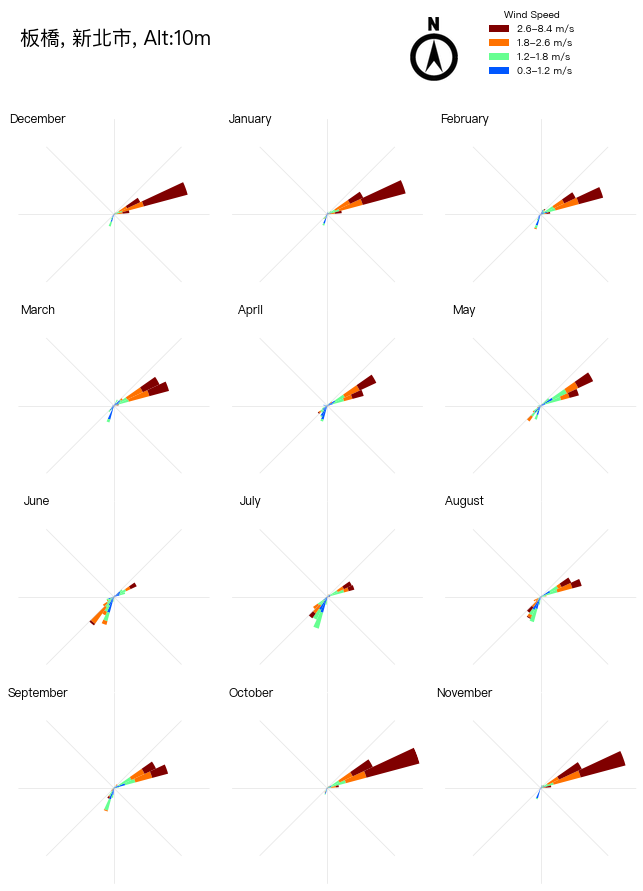 板橋, 新北市, Alt:10m
N
Wind Speed
2.6–8.4 m/s
1.8–2.6 m/s
1.2–1.8 m/s
0.3–1.2 m/s
December
January
February
March
April
May
June
July
August
September
October
November